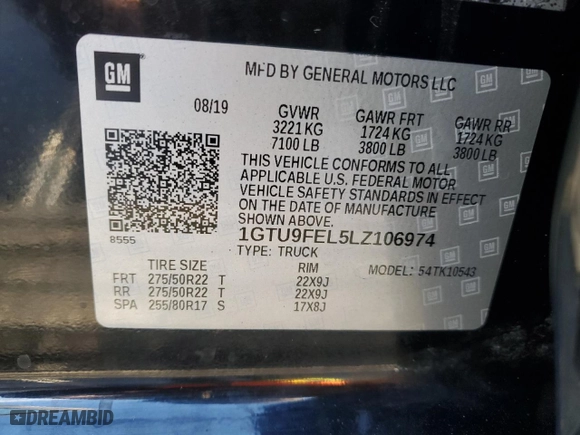 GM
MFD BY GENERAL MOTORS LLC
08/19
GVWR GAWR FRT GAWR RR
3221 KG 1724 KG 1724 KG
7100 LB 3800 LB 3800 LB
THIS VEHICLE CONFORMS TO ALL
APPLICABLE U.S. FEDERAL MOTOR
VEHICLE SAFETY STANDARDS IN EFFECT
ON THE DATE OF MANUFACTURE
SHOWN ABOVE.
8555
1GTU9FEL5LZ106974
TYPE: TRUCK
MODEL: 54TK10543
TIRE SIZE RIM
FRT 275/50R22 T 22X9J
RR 275/50R22 T 22X9J
SPA 255/80R17 S 17X8J
DREAMBID